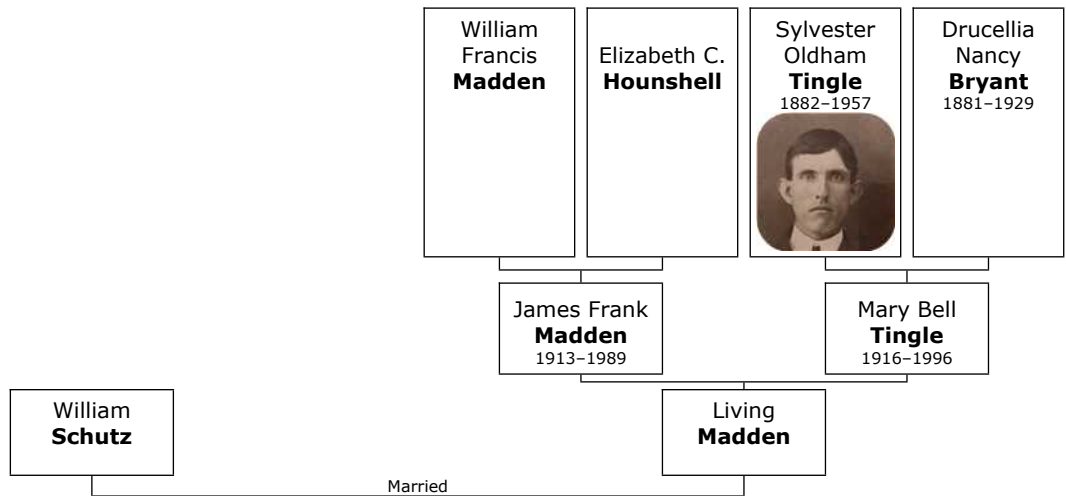 William
Francis
Madden
Elizabeth C.
Hounshell
Sylvester
Oldham
Tingle
1882–1957
Drucellia
Nancy
Bryant
1881–1929
James Frank
Madden
1913–1989
Mary Bell
Tingle
1916–1996
William
Schutz
Living
Madden
Married